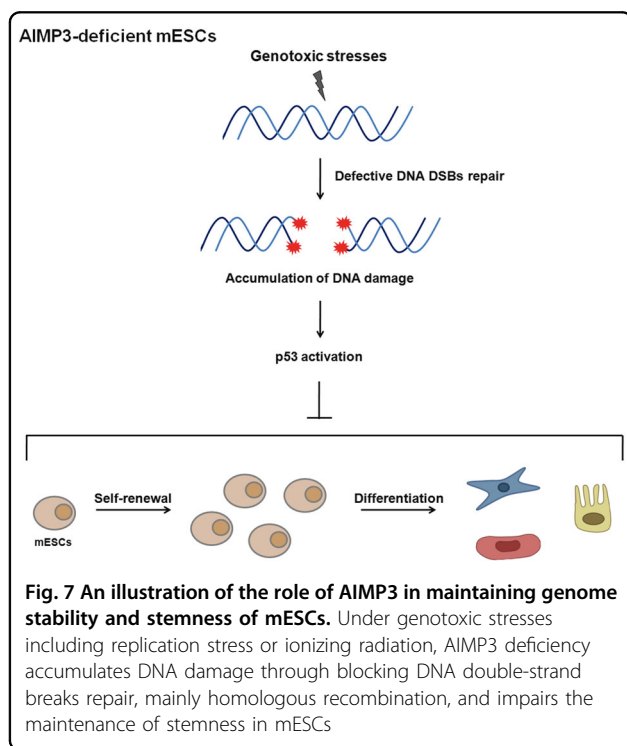 AIMP3-deficient mESCs
Genotoxic stresses
Defective DNA DSBs repair
Accumulation of DNA damage
p53 activation
Self-renewal
Differentiation
mESCs
Fig. 7 An illustration of the role of AIMP3 in maintaining genome
stability and stemness of mESCs. Under genotoxic stresses
including replication stress or ionizing radiation, AIMP3 deficiency
accumulates DNA damage through blocking DNA double-strand
breaks repair, mainly homologous recombination, and impairs the
maintenance of stemness in mESCs